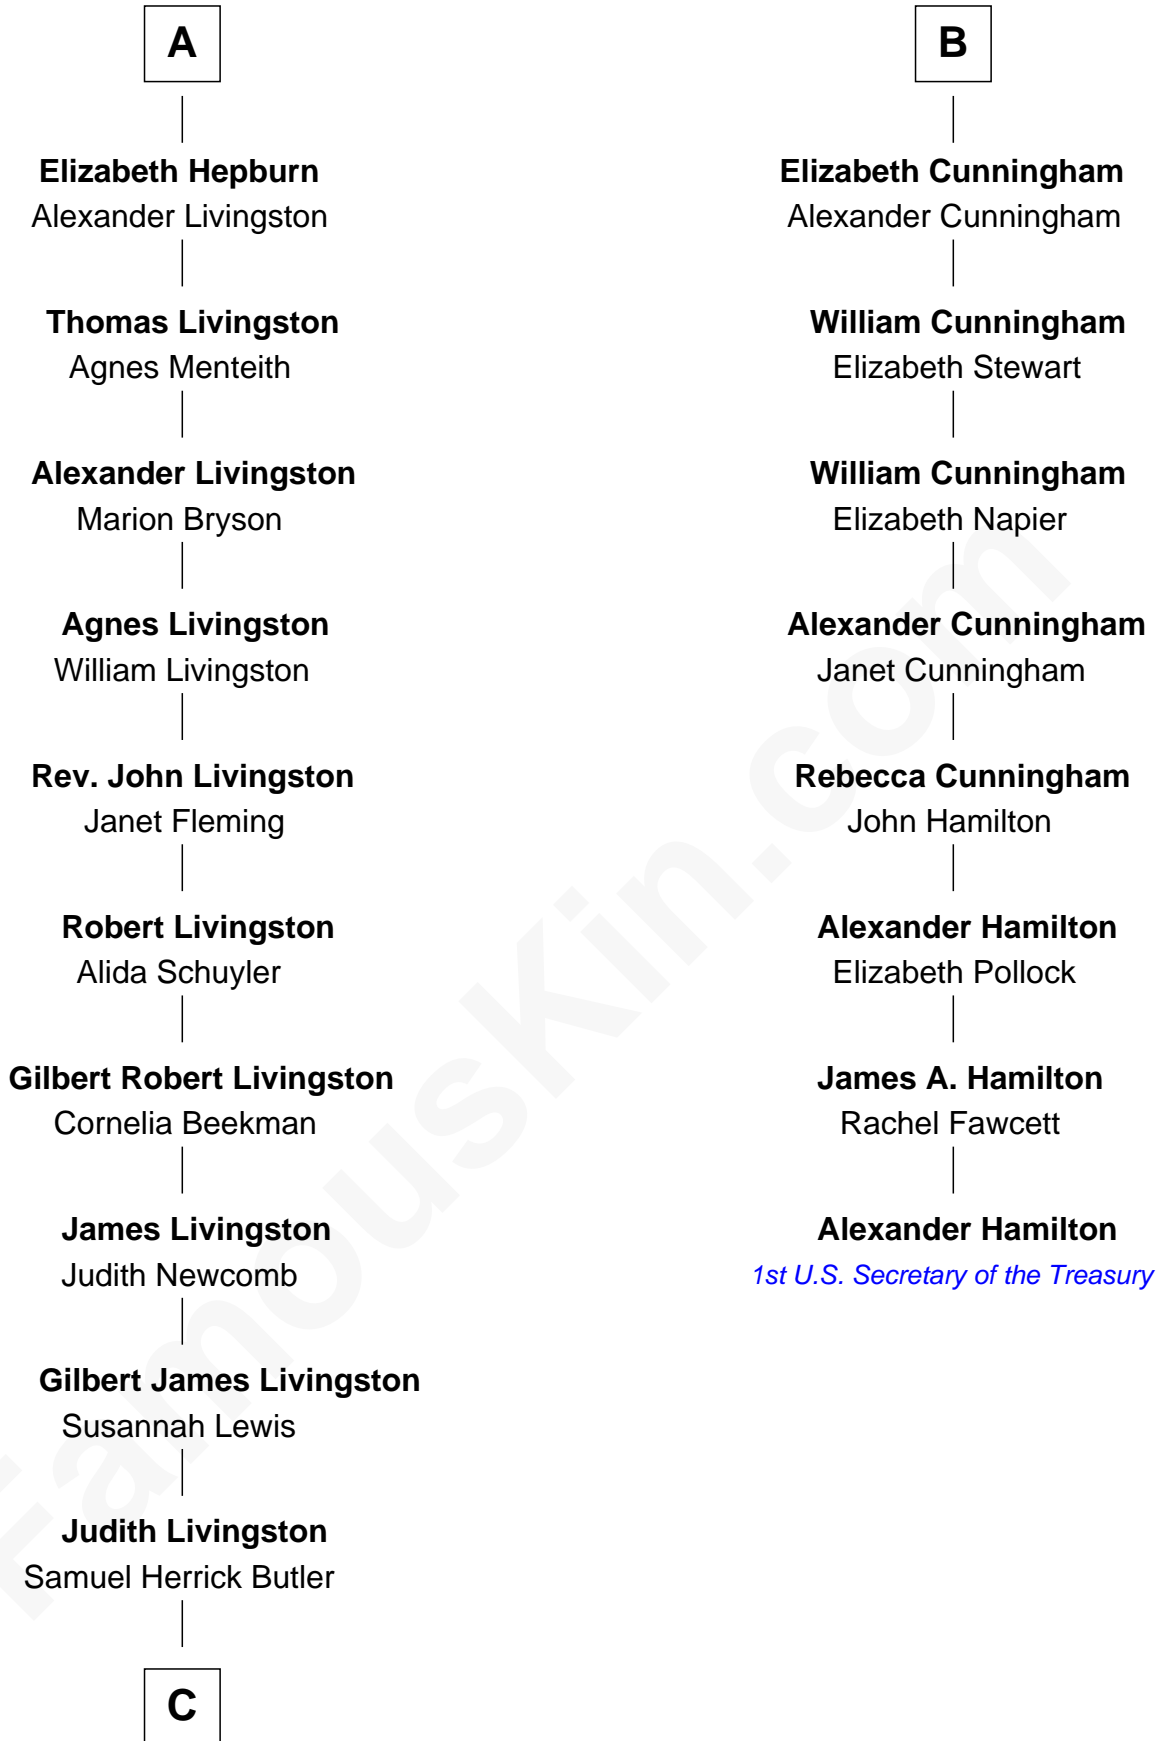 A
Elizabeth Hepburn
Alexander Livingston
Thomas Livingston
Agnes Menteith
Alexander Livingston
Marion Bryson
Agnes Livingston
William Livingston
Rev. John Livingston
Janet Fleming
Robert Livingston
Alida Schuyler
Gilbert Robert Livingston
Cornelia Beekman
James Livingston
Judith Newcomb
Gilbert James Livingston
Susannah Lewis
Judith Livingston
Samuel Herrick Butler
C
B
Elizabeth Cunningham
Alexander Cunningham
William Cunningham
Elizabeth Stewart
William Cunningham
Elizabeth Napier
Alexander Cunningham
Janet Cunningham
Rebecca Cunningham
John Hamilton
Alexander Hamilton
Elizabeth Pollock
James A. Hamilton
Rachel Fawcett
Alexander Hamilton
1st U.S. Secretary of the Treasury
FamousKin.com